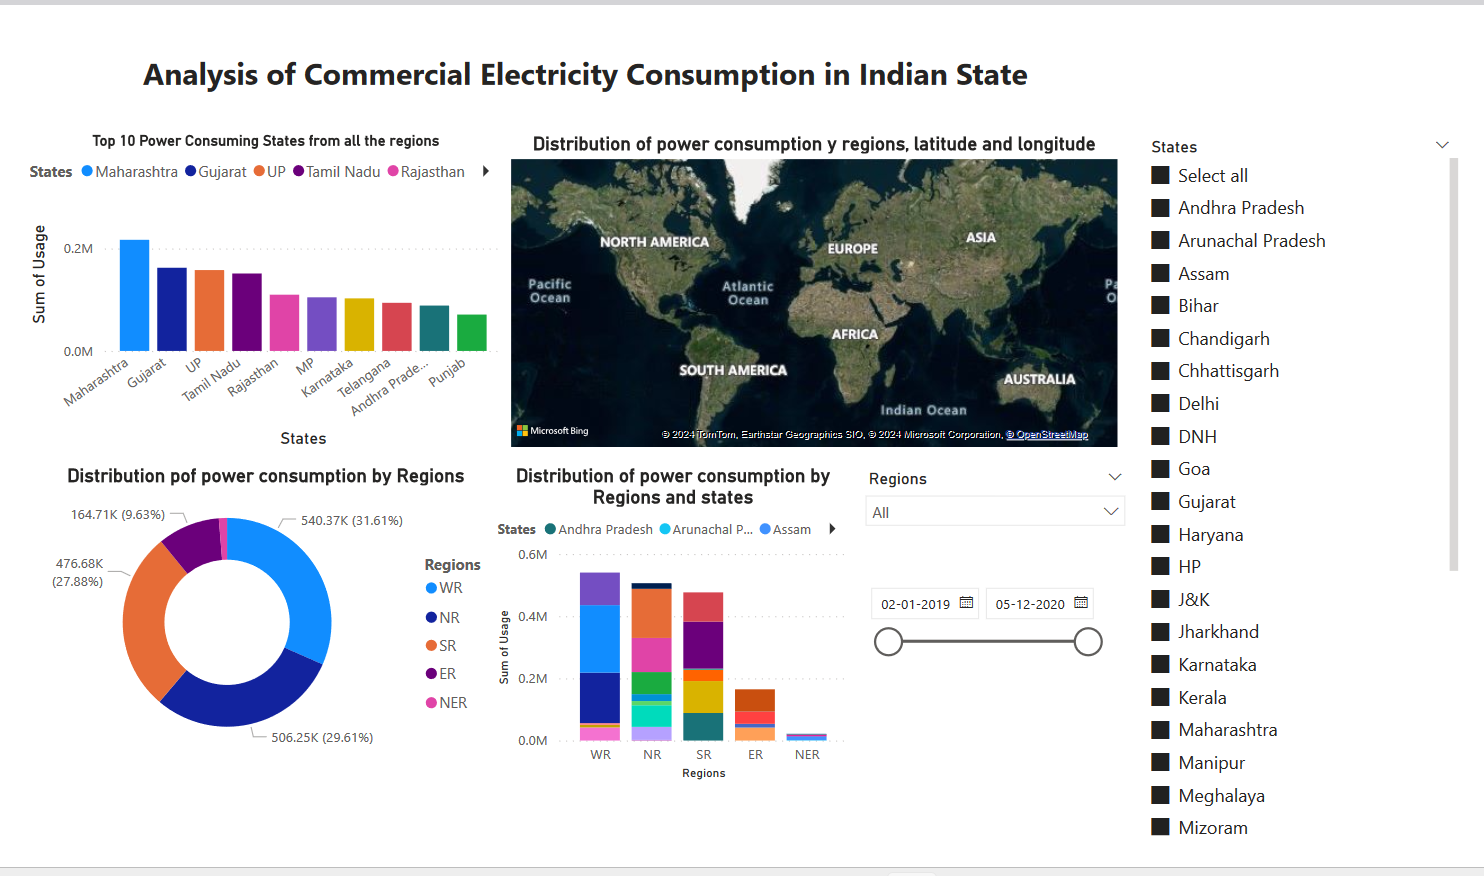 Analysis of Commercial Electricity Consumption in Indian State
Top 10 Power Consuming States from all the regions
States Maharashtra Gujarat UP Tamil Nadu Rajasthan
Sum of Usage
0.2M
0.0M
Maharashtra
Gujarat
UP
Tamil Nadu
Rajasthan
MP
Karnataka
Telangana
Andhra Prade...
Punjab
States
Distribution of power consumption y regions, latitude and longitude
NORTH AMERICA
EUROPE
ASIA
Pacific
Ocean
Atlantic
Ocean
Pa
O
AFRICA
SOUTH AMERICA
AUSTRALIA
Indian Ocean
Microsoft Bing
© 2024 TomTom, Earthstar Geographics SIO, © 2024 Microsoft Corporation, © OpenStreetMap
Distribution pof power consumption by Regions
164.71K (9.63%)
540.37K (31.61%)
476.68K
(27.88%)
506.25K (29.61%)
Regions
WR
NR
SR
ER
NER
Distribution of power consumption by
Regions and states
States Andhra Pradesh Arunachal P... Assam
Sum of Usage
0.6M
0.4M
0.2M
0.0M
WR NR SR ER NER
Regions
Regions
All
02-01-2019 05-12-2020
States
Select all
Andhra Pradesh
Arunachal Pradesh
Assam
Bihar
Chandigarh
Chhattisgarh
Delhi
DNH
Goa
Gujarat
Haryana
HP
J&K
Jharkhand
Karnataka
Kerala
Maharashtra
Manipur
Meghalaya
Mizoram